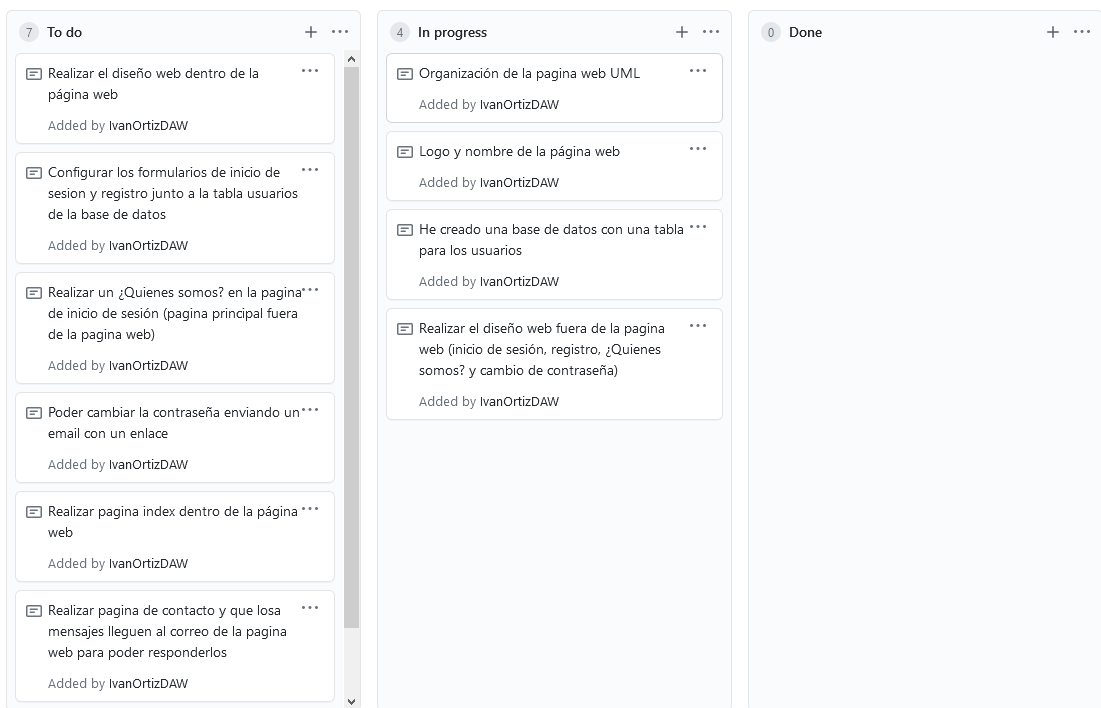 7 To do
Realizar el diseño web dentro de la
página web
Added by IvanOrtizDAW
Configurar los formularios de inicio de
sesion y registro junto a la tabla usuarios
de la base de datos
Added by IvanOrtizDAW
Realizar un ¿Quienes somos? en la pagina
de inicio de sesión (pagina principal fuera
de la pagina web)
Added by IvanOrtizDAW
Poder cambiar la contraseña enviando un
email con un enlace
Added by IvanOrtizDAW
Realizar pagina index dentro de la página
web
Added by IvanOrtizDAW
Realizar pagina de contacto y que losa
mensajes lleguen al correo de la pagina
web para poder responderlos
Added by IvanOrtizDAW
4 In progress
Organización de la pagina web UML
Added by IvanOrtizDAW
Logo y nombre de la página web
Added by IvanOrtizDAW
He creado una base de datos con una tabla
para los usuarios
Added by IvanOrtizDAW
Realizar el diseño web fuera de la pagina
web (inicio de sesión, registro, ¿Quienes
somos? y cambio de contraseña)
Added by IvanOrtizDAW
0 Done